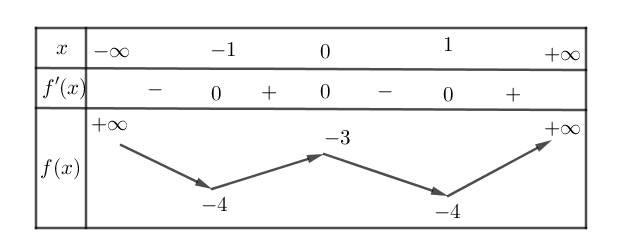 x −∞ −1 0 1 +∞
f′(x) − 0 + 0 − 0 +
+∞ −3 +∞
f(x)
−4 −4